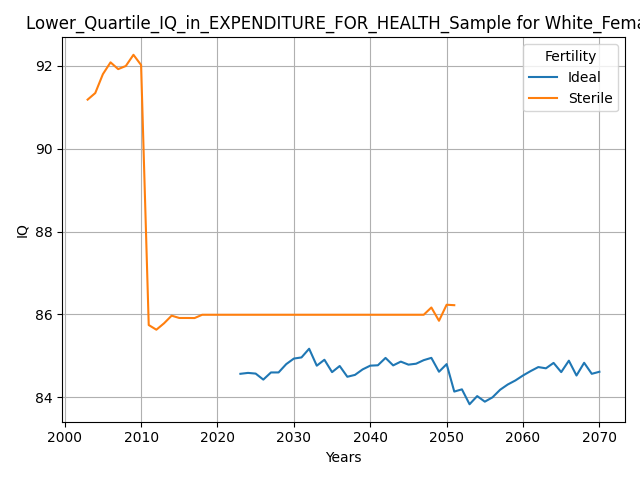 Lower_Quartile_IQ_in_EXPENDITURE_FOR_HEALTH_Sample for White_Fema
Fertility
Ideal
Sterile
92
90
88
86
84
IQ
2000 2010 2020 2030 2040 2050 2060 2070
Years